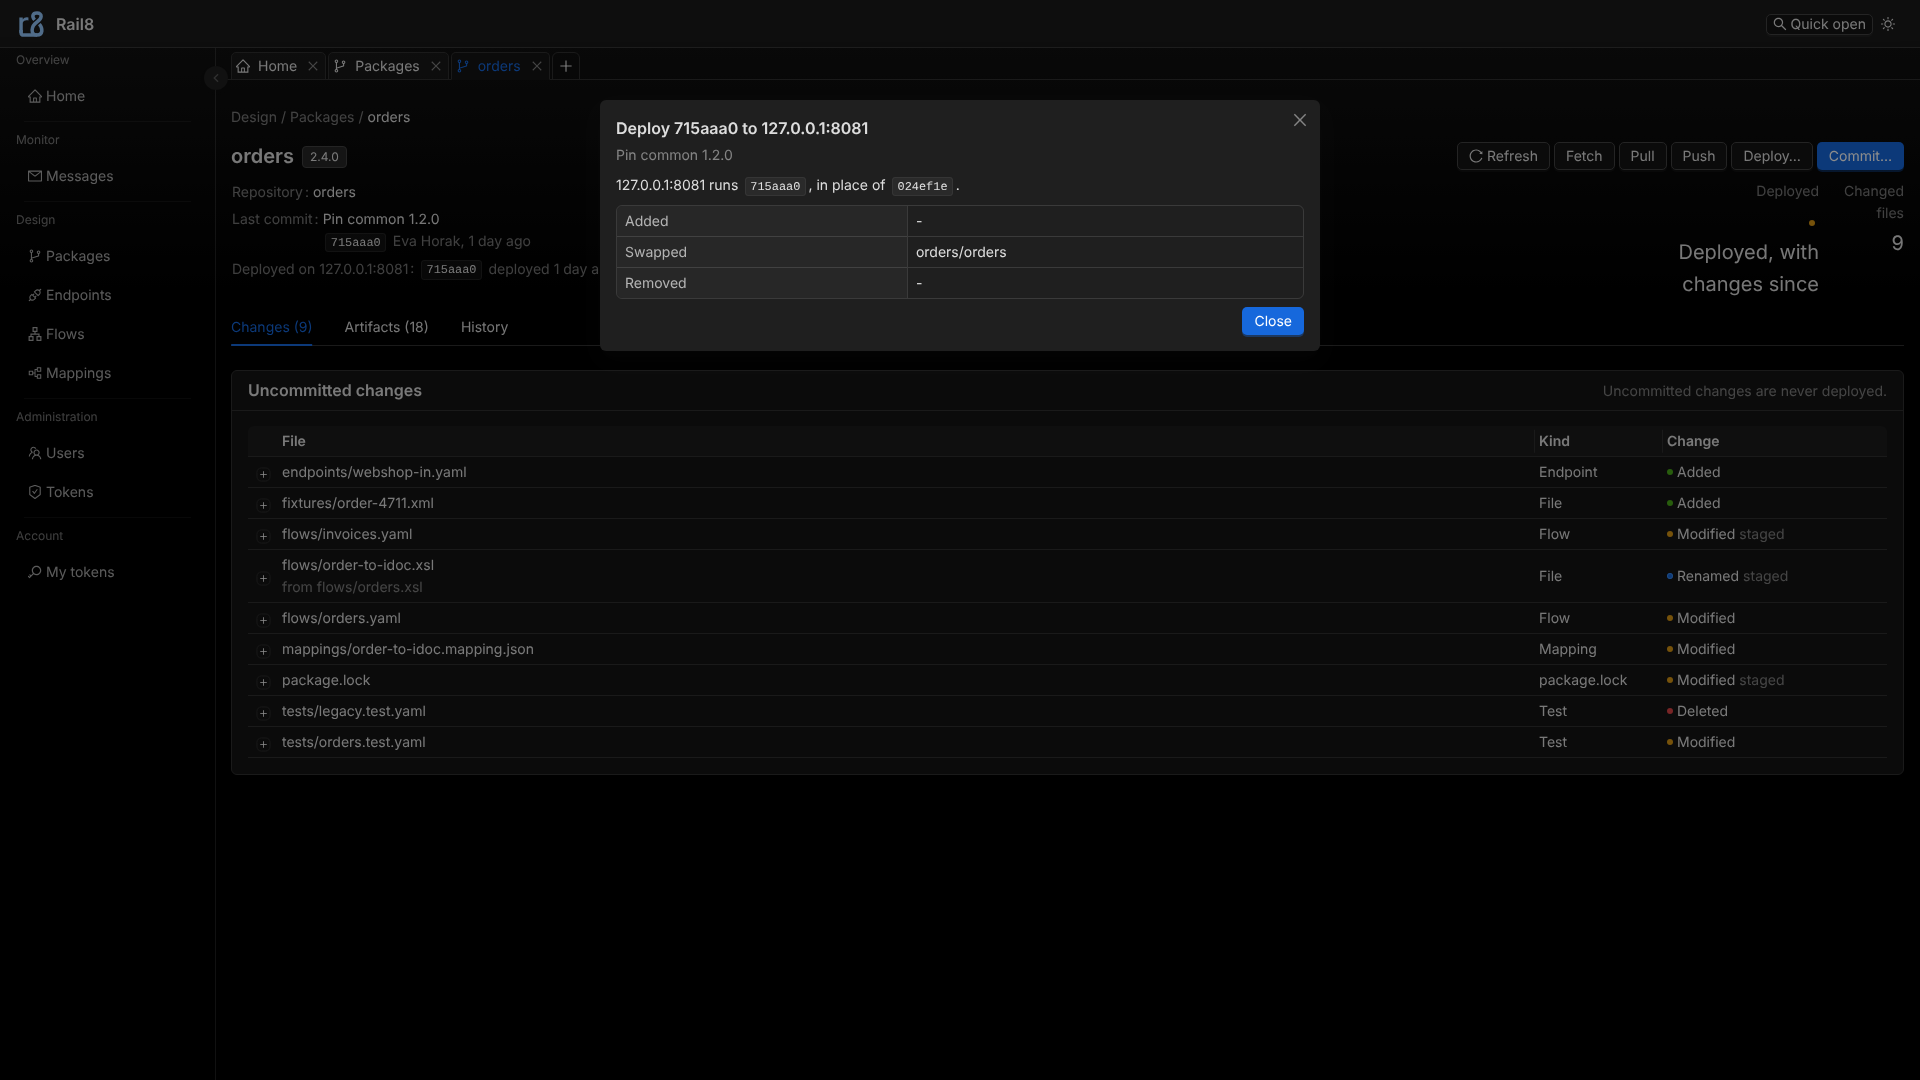 Rail8
Quick open
Overview
Home
Monitor
Messages
Design
Packages
Endpoints
Flows
Mappings
Administration
Users
Tokens
Account
My tokens
Home
Packages
orders
Design / Packages / orders
orders 2.4.0
Refresh
Fetch
Pull
Push
Deploy...
Commit...
Repository: orders
Last commit: Pin common 1.2.0
715aaa0 Eva Horak, 1 day ago
Deployed on 127.0.0.1:8081: 715aaa0 deployed 1 day a
Deployed
Deployed, with
changes since
Changed
files
9
Deploy 715aaa0 to 127.0.0.1:8081
Pin common 1.2.0
127.0.0.1:8081 runs 715aaa0, in place of 024ef1e.
Added -
Swapped orders/orders
Removed -
Close
Changes (9)
Artifacts (18)
History
Uncommitted changes
Uncommitted changes are never deployed.
File Kind Change
endpoints/webshop-in.yaml Endpoint Added
fixtures/order-4711.xml File Added
flows/invoices.yaml Flow Modified staged
flows/order-to-idoc.xsl
from flows/orders.xsl
File Renamed staged
flows/orders.yaml Flow Modified
mappings/order-to-idoc.mapping.json Mapping Modified
package.lock package.lock Modified staged
tests/legacy.test.yaml Test Deleted
tests/orders.test.yaml Test Modified